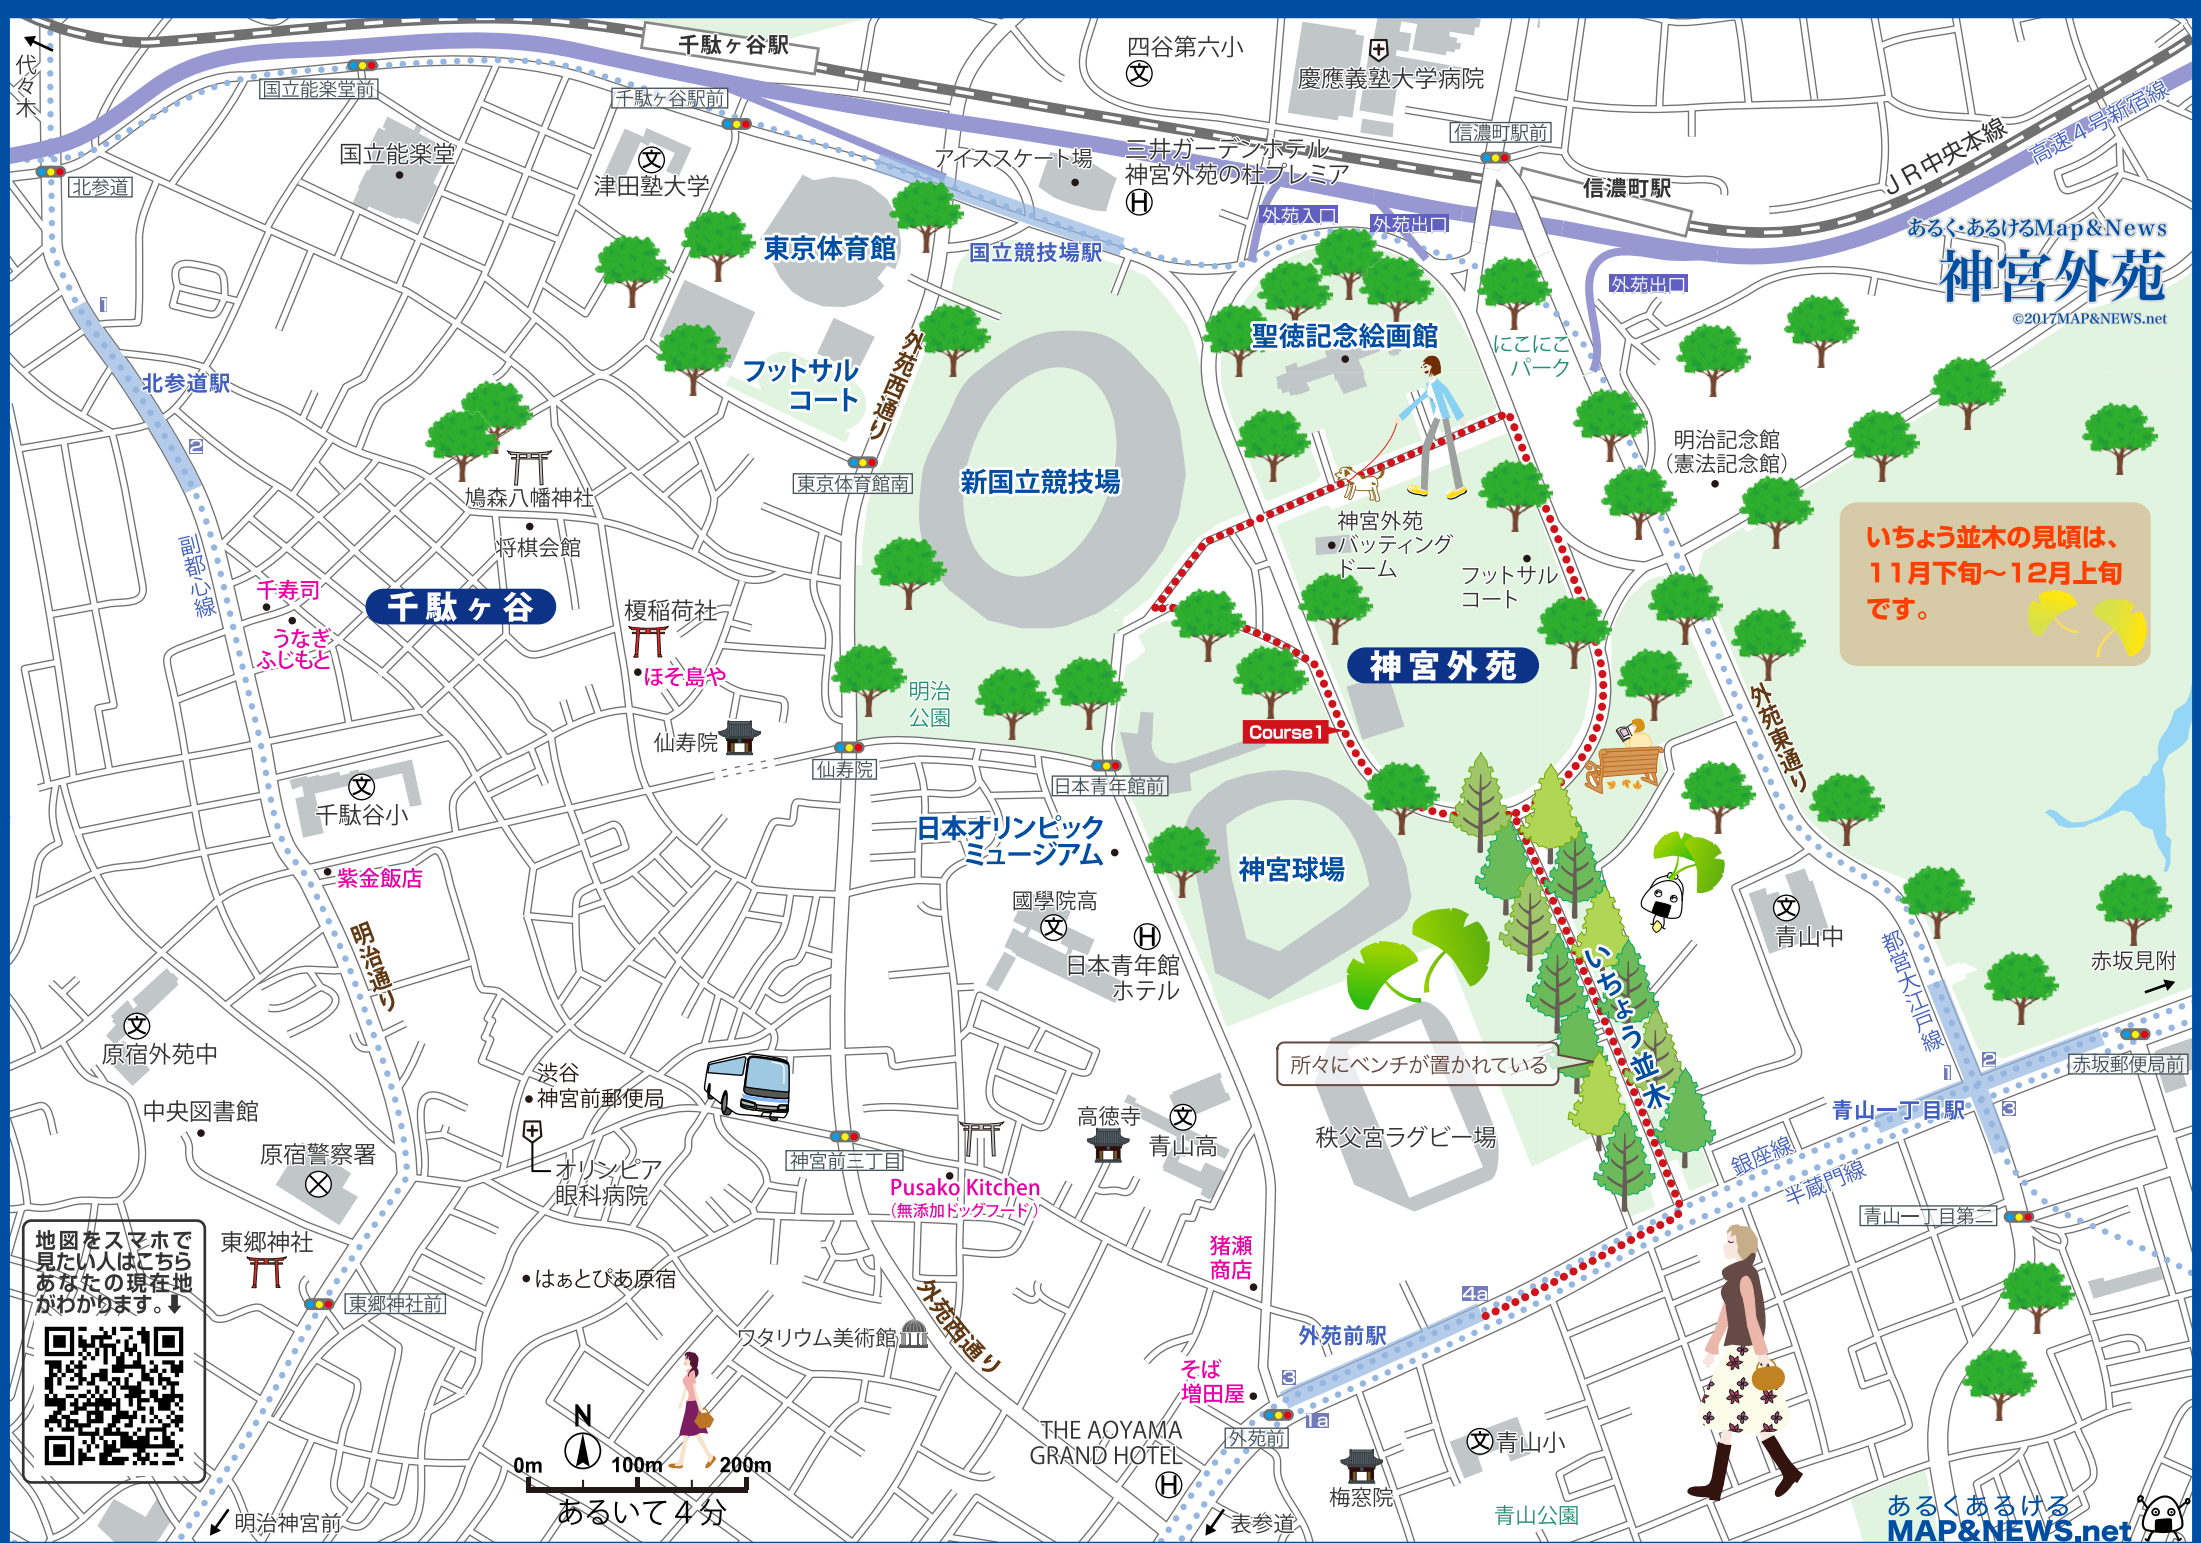 代々木
国立能楽堂前
千駄ヶ谷駅
千駄ヶ谷駅前
四谷第六小
文
慶應義塾大学病院
信濃町駅前
信濃町駅
JR中央本線
高速4号新宿線
北参道
国立能楽堂
文
津田塾大学
アイススケート場
三井ガーデンホテル
神宮外苑の杜プレミア
H
外苑入口
外苑出口
外苑出口
あるく・あるけるMap&News
神宮外苑
©2017MAP&NEWS.net
東京体育館
国立競技場駅
1
北参道駅
2
フットサル
コート
外苑西通り
聖徳記念絵画館
にこにこ
パーク
明治記念館
(憲法記念館)
東京体育館南
新国立競技場
鳩森八幡神社
将棋会館
神宮外苑
バッティング
ドーム
フットサル
コート
いちょう並木の見頃は、
11月下旬〜12月上旬
です。
副都心線
千寿司
うなぎ
ふじもと
千駄ヶ谷
榎稲荷社
ほそ島や
明治
公園
神宮外苑
外苑東通り
Course1
仙寿院
仙寿院
日本青年館前
文
千駄谷小
紫金飯店
日本オリンピック
ミュージアム
神宮球場
國學院高
文
H
日本青年館
ホテル
文
青山中
赤坂見附
明治通り
いちょう並木
都営大江戸線
文
原宿外苑中
中央図書館
原宿警察署
渋谷
神宮前郵便局
オリンピア
眼科病院
所々にベンチが置かれている
秩父宮ラグビー場
高徳寺
文
青山高
神宮前三丁目
Pusako Kitchen
(無添加ドッグフード)
2
1
3
赤坂郵便局前
青山一丁目駅
銀座線
半蔵門線
青山一丁目第二
地図をスマホで
見たい人はこちら
あなたの現在地
がわかります。
東郷神社
東郷神社前
はぁとぴあ原宿
ワタリウム美術館
外苑西通り
猪瀬
商店
4a
外苑前駅
そば
増田屋
3
1a
外苑前
THE AOYAMA
GRAND HOTEL
H
梅窓院
文
青山小
青山公園
N
0m 100m 200m
あるいて4分
明治神宮前
表参道
あるくあるける
MAP&NEWS.net